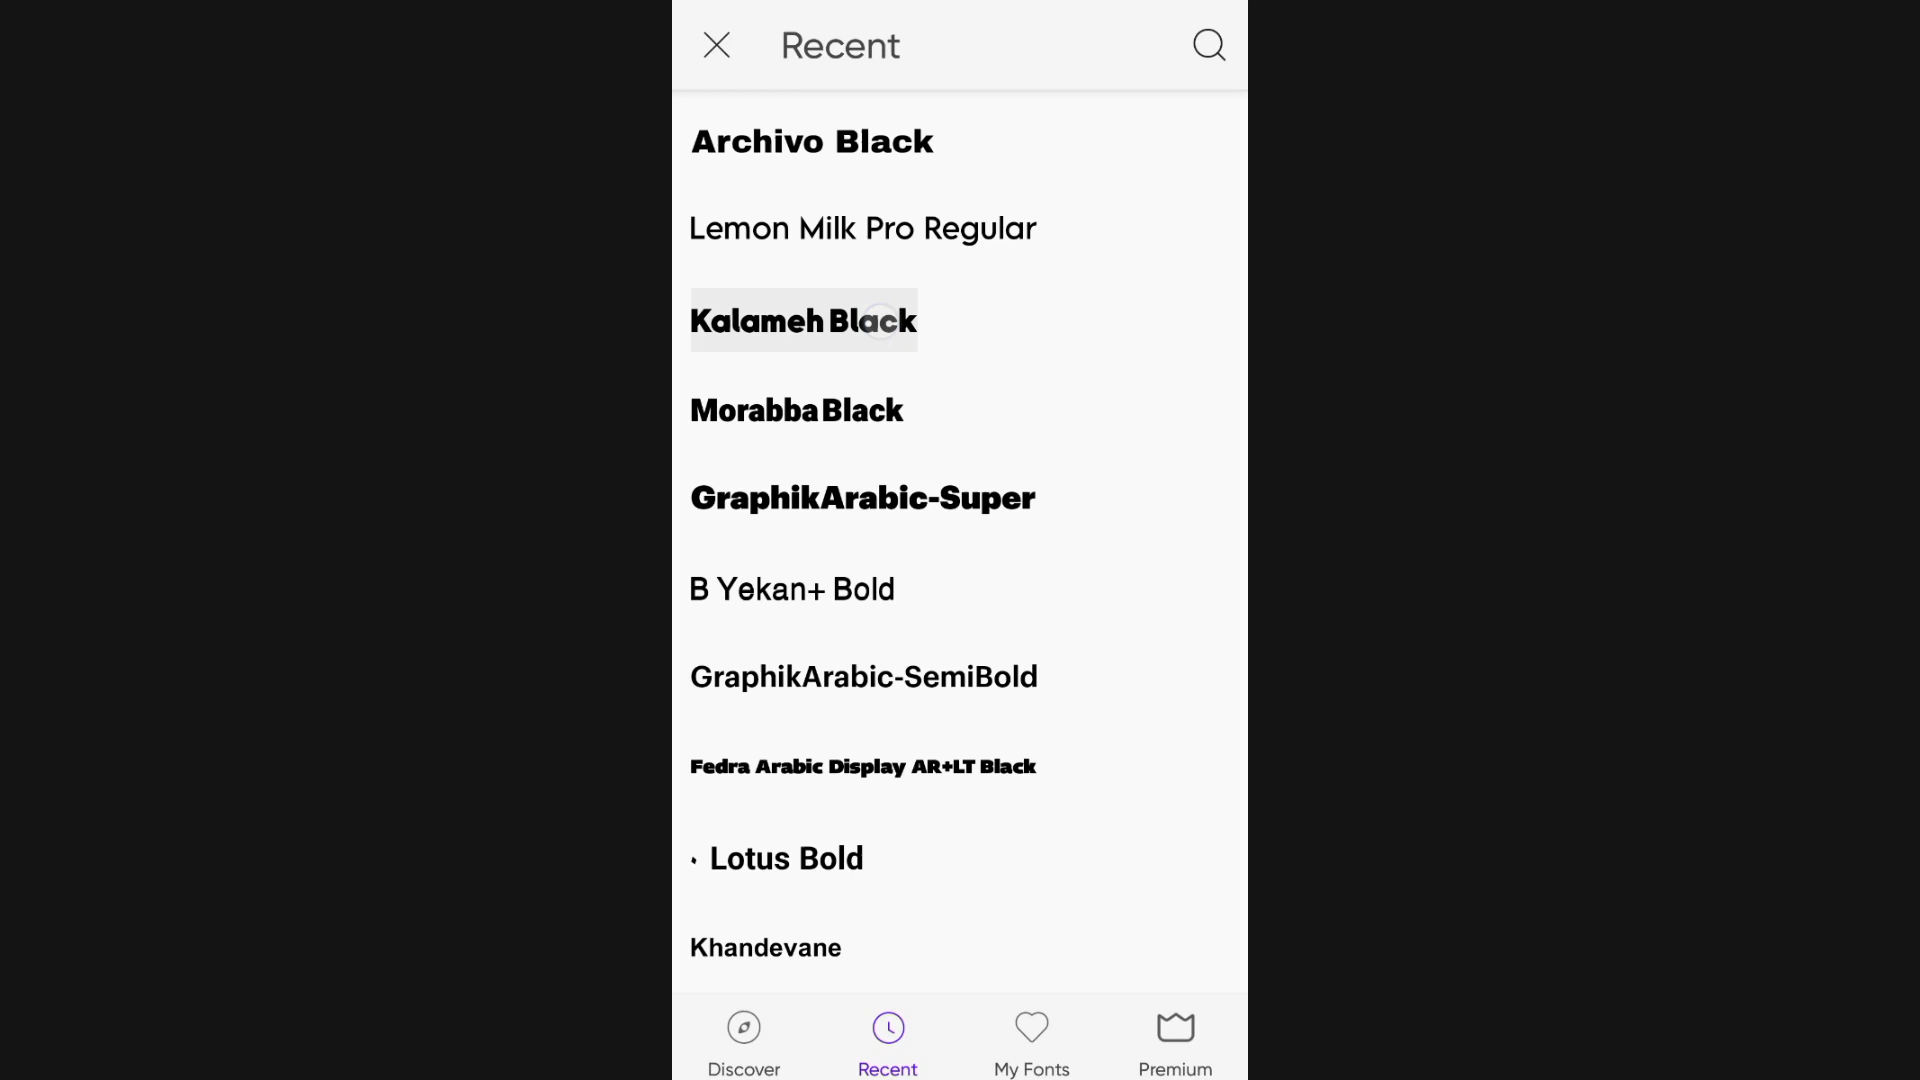 Recent
Archivo Black
Lemon Milk Pro Regular
Kalameh Black
Morabba Black
GraphikArabic-Super
B Yekan+ Bold
GraphikArabic-SemiBold
Fedra Arabic Display AR+LT Black
Lotus Bold
Khandevane
Discover
Recent
My Fonts
Premium